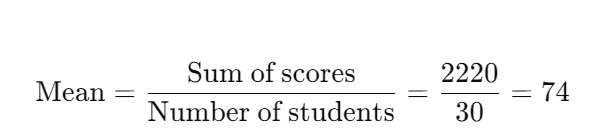 Mean = Sum of scores / Number of students = 2220 / 30 = 74